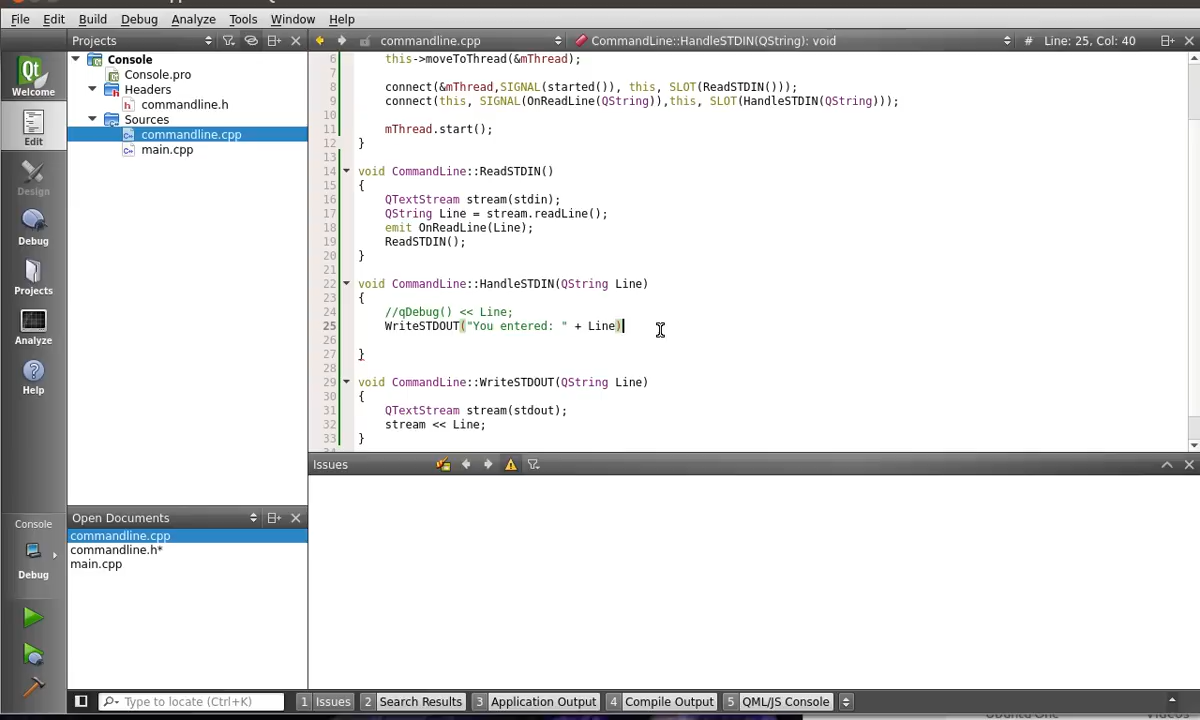 File Edit Build Debug Analyze Tools Window Help
Projects
commandline.cpp
CommandLine::HandleSTDIN(QString): void
# Line: 25, Col: 40
Qt
Welcome
Edit
Design
Debug
Projects
Analyze
Help
Console
Console.pro
Headers
commandline.h
Sources
commandline.cpp
main.cpp
6 this->moveToThread(&mThread);
7
8 connect(&mThread,SIGNAL(started()), this, SLOT(ReadSTDIN()));
9 connect(this, SIGNAL(OnReadLine(QString)),this, SLOT(HandleSTDIN(QString)));
10
11 mThread.start();
12 }
13
14 void CommandLine::ReadSTDIN()
15 {
16 QTextStream stream(stdin);
17 QString Line = stream.readLine();
18 emit OnReadLine(Line);
19 ReadSTDIN();
20 }
21
22 void CommandLine::HandleSTDIN(QString Line)
23 {
24 //qDebug() << Line;
25 WriteSTDOUT("You entered: " + Line)
26
27 }
28
29 void CommandLine::WriteSTDOUT(QString Line)
30 {
31 QTextStream stream(stdout);
32 stream << Line;
33 }
Issues
Open Documents
commandline.cpp
commandline.h*
main.cpp
Console
Debug
Type to locate (Ctrl+K)
1 Issues 2 Search Results 3 Application Output 4 Compile Output 5 QML/JS Console